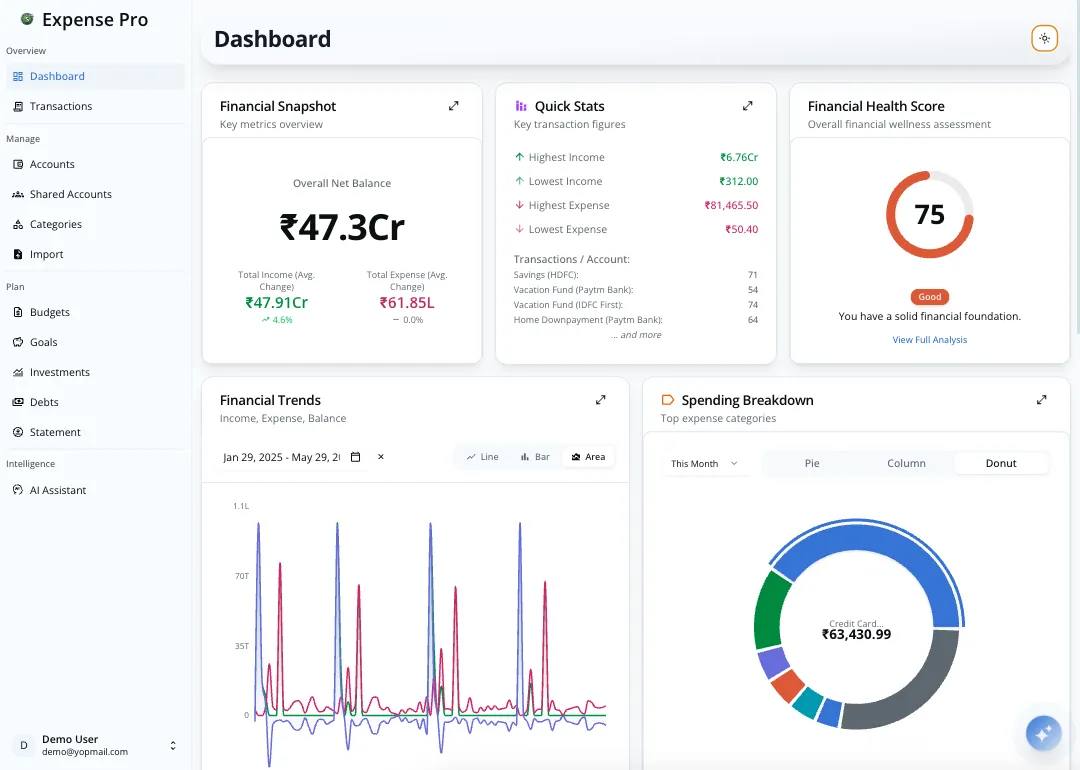 Expense Pro
Overview
Dashboard
Transactions
Manage
Accounts
Shared Accounts
Categories
Import
Plan
Budgets
Goals
Investments
Debts
Statement
Intelligence
AI Assistant
D
Demo User
demo@yopmail.com
Dashboard
Financial Snapshot
Key metrics overview
Overall Net Balance
₹47.3Cr
Total Income (Avg. Change)
₹47.91Cr
4.6%
Total Expense (Avg. Change)
₹61.85L
0.0%
Quick Stats
Key transaction figures
Highest Income ₹6.76Cr
Lowest Income ₹312.00
Highest Expense ₹81,465.50
Lowest Expense ₹50.40
Transactions / Account:
Savings (HDFC): 71
Vacation Fund (Paytm Bank): 54
Vacation Fund (IDFC First): 74
Home Downpayment (Paytm Bank): 64
... and more
Financial Health Score
Overall financial wellness assessment
75
Good
You have a solid financial foundation.
View Full Analysis
Financial Trends
Income, Expense, Balance
Jan 29, 2025 - May 29, 2
Line Bar Area
1.1L
70T
35T
0
Spending Breakdown
Top expense categories
This Month
Pie Column Donut
Credit Card...
₹63,430.99